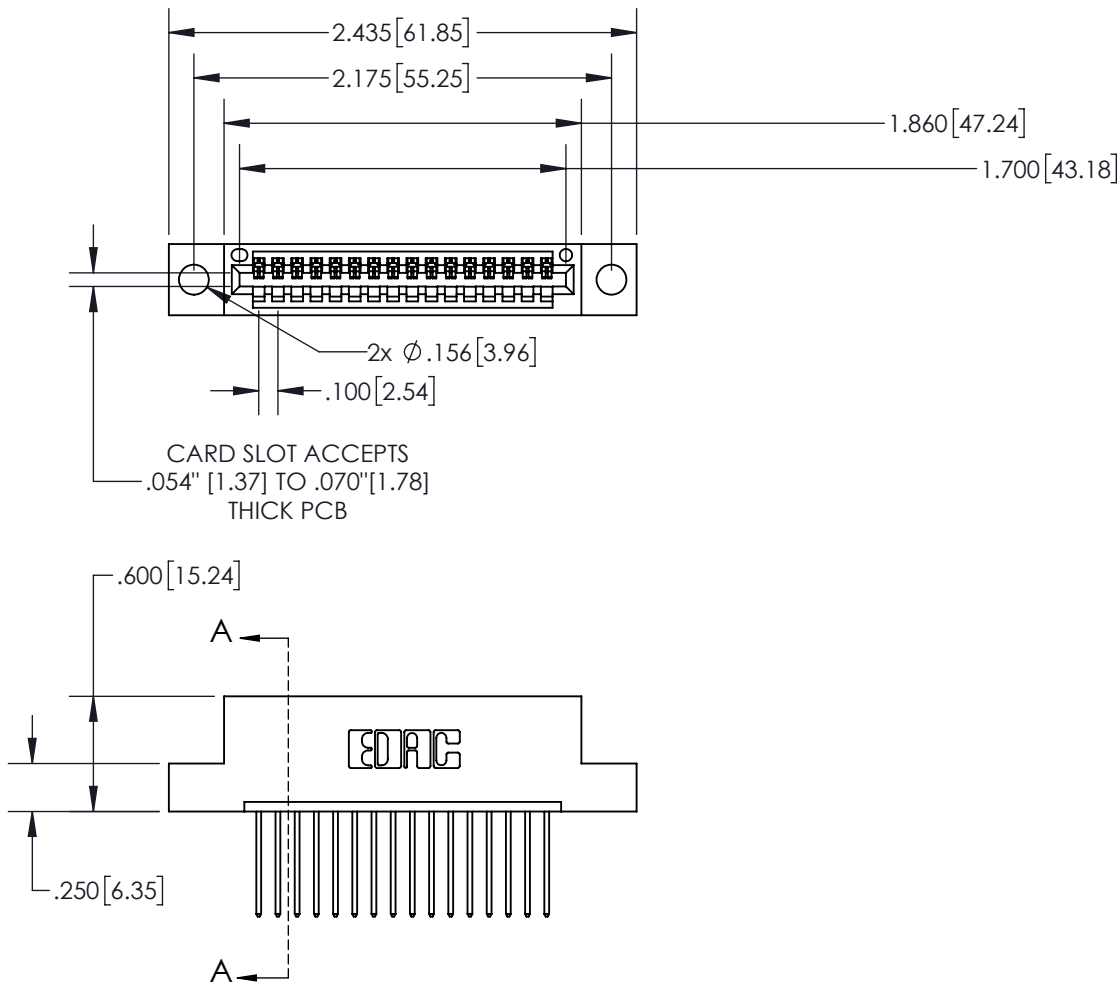 2.435[61.85]
2.175[55.25]
1.860[47.24]
1.700[43.18]
2x ∅.156[3.96]
.100[2.54]
CARD SLOT ACCEPTS
.054" [1.37] TO .070"[1.78]
THICK PCB
.600[15.24]
A
EDAC
.250[6.35]
A